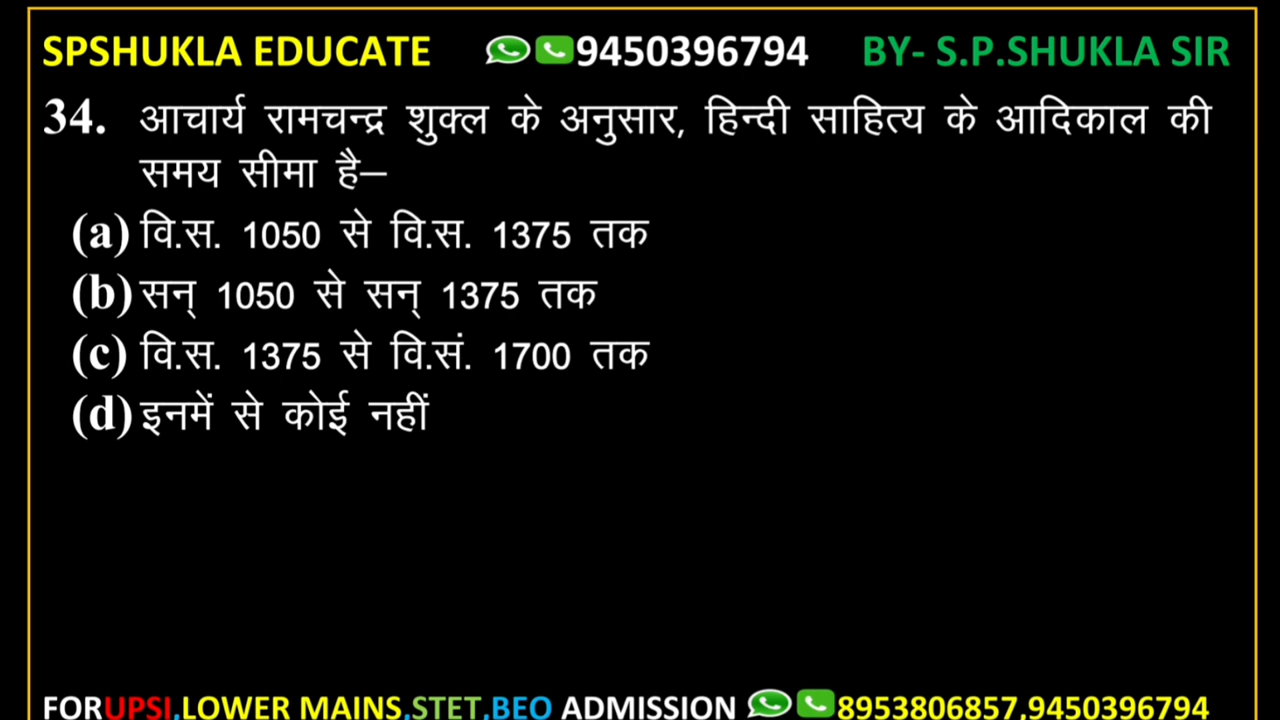 SPSHUKLA EDUCATE 9450396794 BY- S.P.SHUKLA SIR
34. आचार्य रामचन्द्र शुक्ल के अनुसार, हिन्दी साहित्य के आदिकाल की
समय सीमा है–
(a) वि.स. 1050 से वि.स. 1375 तक
(b) सन् 1050 से सन् 1375 तक
(c) वि.स. 1375 से वि.सं. 1700 तक
(d) इनमें से कोई नहीं
FORUPSI,LOWER MAINS,STET,BEO ADMISSION 8953806857,9450396794